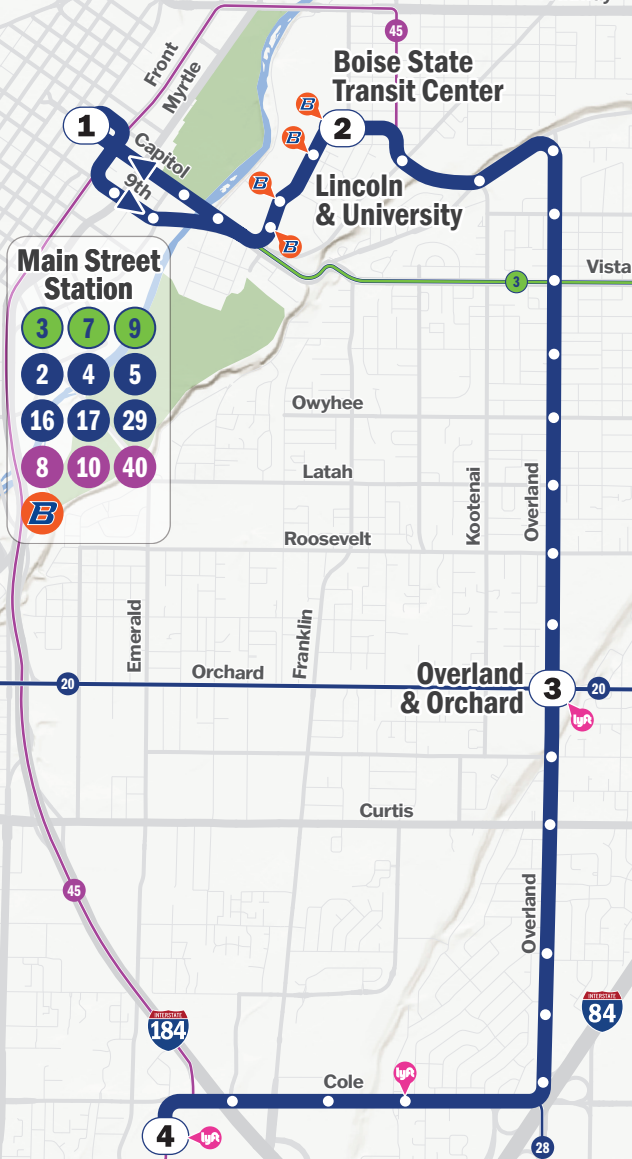 45
Front
Myrtle
Boise State
Transit Center
B
1
2
B
Capitol
9th
B
Lincoln
& University
B
Main Street
Station
3 7 9
2 4 5
16 17 29
8 10 40
B
Vista
3
Owyhee
Latah
Kootenai
Overland
Roosevelt
Emerald
Franklin
Orchard
20
Overland
& Orchard
3
20
lyft
Curtis
Overland
45
INTERSTATE
184
INTERSTATE
84
lyft
Cole
4
lyft
28